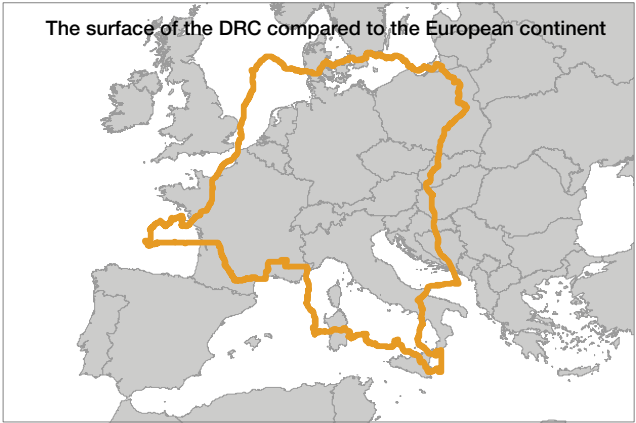 The surface of the DRC compared to the European continent